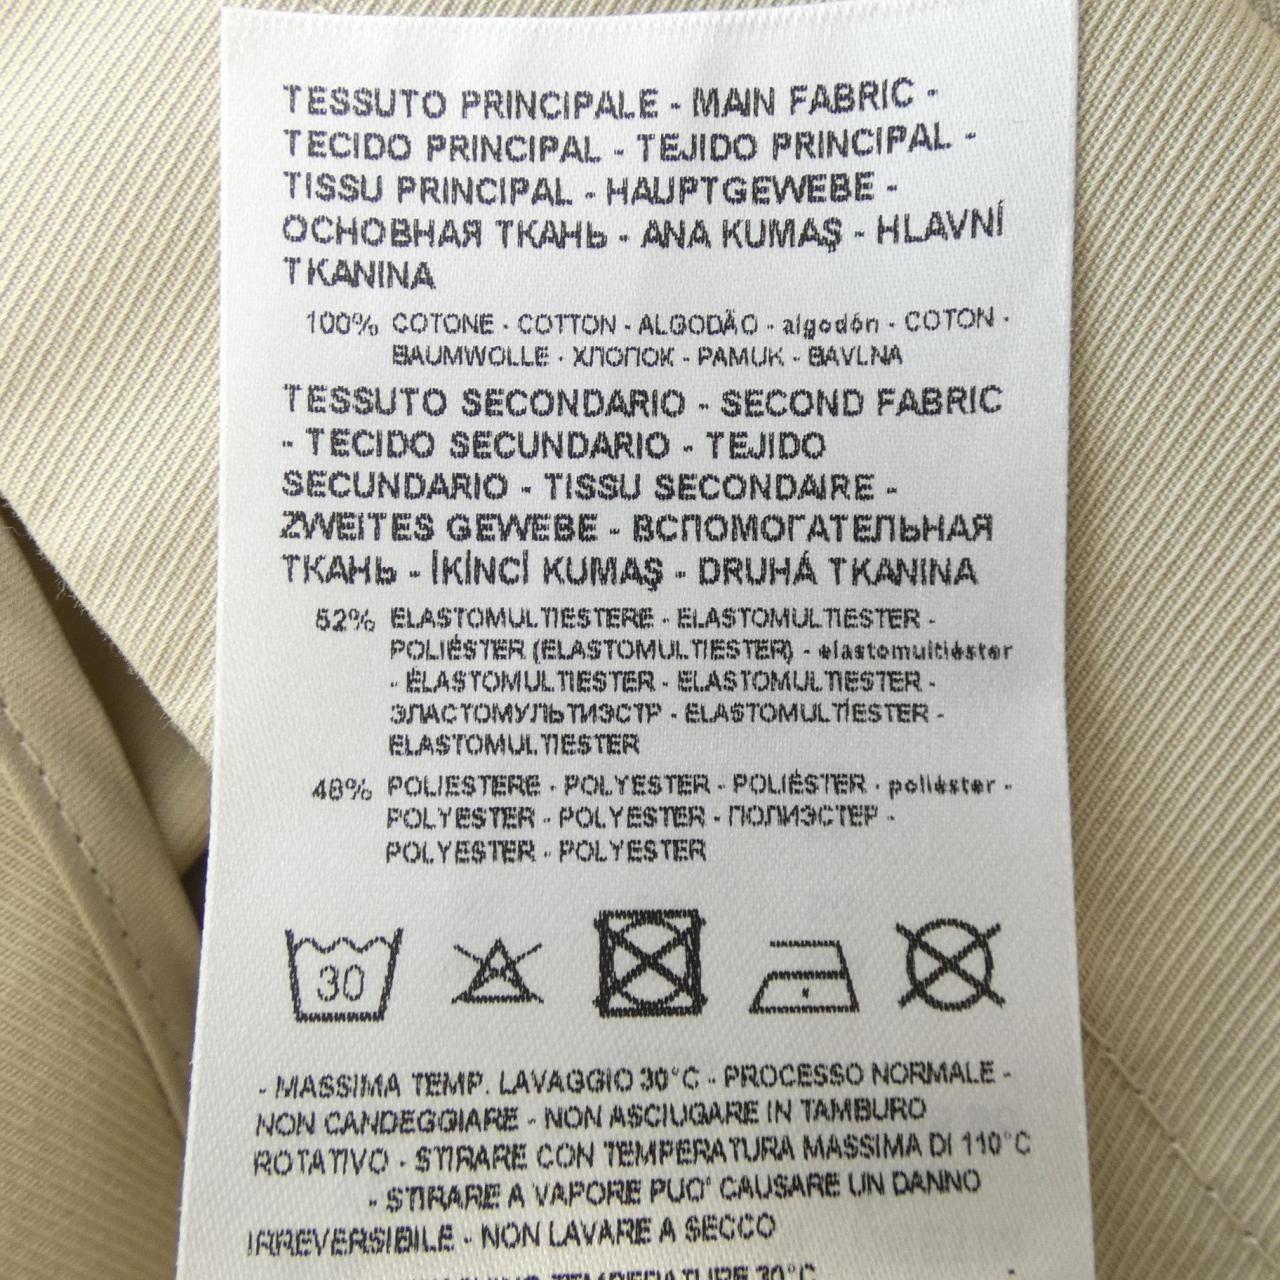 TESSUTO PRINCIPALE - MAIN FABRIC -
TECIDO PRINCIPAL - TEJIDO PRINCIPAL -
TISSU PRINCIPAL - HAUPTGEWEBE -
ОСНОВНАЯ ТКАНЬ - ANA KUMAŞ - HLAVNÍ
TKANINA
100% COTONE - COTTON - ALGODÃO - algodón - COTON -
BAUMWOLLE - ХЛОПОК - PAMUK - BAVLNA
TESSUTO SECONDARIO - SECOND FABRIC
- TECIDO SECUNDARIO - TEJIDO
SECUNDARIO - TISSU SECONDAIRE -
ZWEITES GEWEBE - ВСПОМОГАТЕЛЬНАЯ
ТКАНЬ - İKİNCİ KUMAŞ - DRUHÁ TKANINA
52% ELASTOMULTIESTERE - ELASTOMULTIESTER -
POLIÉSTER (ELASTOMULTIESTER) - elastomultiéster
- ÉLASTOMULTIESTER - ELASTOMULTIESTER -
ЭЛАСТОМУЛЬТИЭСТР - ELASTOMULTİESTER -
ELASTOMULTIESTER
48% POLIESTERE - POLYESTER - POLIÉSTER - poliéster -
POLYESTER - POLYESTER - ПОЛИЭСТЕР -
POLYESTER - POLYESTER
30
- MASSIMA TEMP. LAVAGGIO 30°C - PROCESSO NORMALE -
NON CANDEGGIARE - NON ASCIUGARE IN TAMBURO
ROTATIVO - STIRARE CON TEMPERATURA MASSIMA DI 110°C
- STIRARE A VAPORE PUO' CAUSARE UN DANNO
IRREVERSIBILE - NON LAVARE A SECCO
TEMPERATURE 30°C -